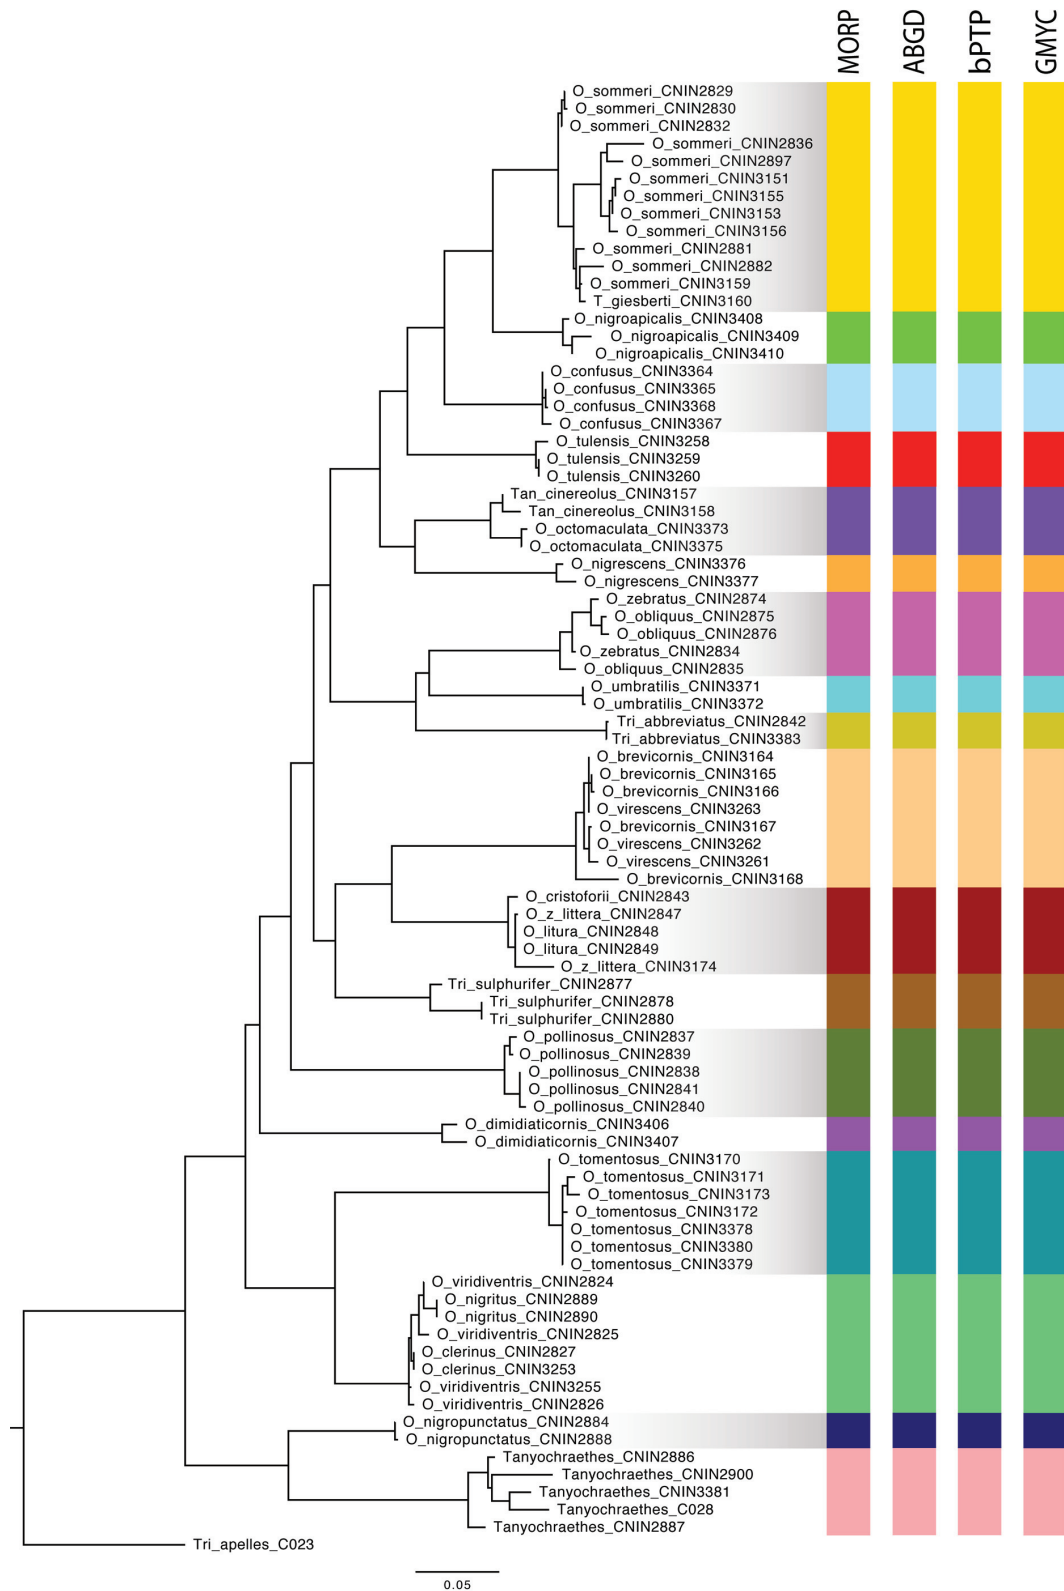 MORP ABGD bPTP GMYC
O_sommeri_CNIN2829
O_sommeri_CNIN2830
O_sommeri_CNIN2832
O_sommeri_CNIN2836
O_sommeri_CNIN2897
O_sommeri_CNIN3151
O_sommeri_CNIN3155
O_sommeri_CNIN3153
O_sommeri_CNIN3156
O_sommeri_CNIN2881
O_sommeri_CNIN2882
O_sommeri_CNIN3159
T_giesberti_CNIN3160
O_nigroapicalis_CNIN3408
O_nigroapicalis_CNIN3409
O_nigroapicalis_CNIN3410
O_confusus_CNIN3364
O_confusus_CNIN3365
O_confusus_CNIN3368
O_confusus_CNIN3367
O_tulensis_CNIN3258
O_tulensis_CNIN3259
O_tulensis_CNIN3260
Tan_cinereolus_CNIN3157
Tan_cinereolus_CNIN3158
O_octomaculata_CNIN3373
O_octomaculata_CNIN3375
O_nigrescens_CNIN3376
O_nigrescens_CNIN3377
O_zebratus_CNIN2874
O_obliquus_CNIN2875
O_obliquus_CNIN2876
O_zebratus_CNIN2834
O_obliquus_CNIN2835
O_umbratilis_CNIN3371
O_umbratilis_CNIN3372
Tri_abbreviatus_CNIN2842
Tri_abbreviatus_CNIN3383
O_brevicornis_CNIN3164
O_brevicornis_CNIN3165
O_brevicornis_CNIN3166
O_virescens_CNIN3263
O_brevicornis_CNIN3167
O_virescens_CNIN3262
O_virescens_CNIN3261
O_brevicornis_CNIN3168
O_cristoforii_CNIN2843
O_z_littera_CNIN2847
O_litura_CNIN2848
O_litura_CNIN2849
O_z_littera_CNIN3174
Tri_sulphurifer_CNIN2877
Tri_sulphurifer_CNIN2878
Tri_sulphurifer_CNIN2880
O_pollinosus_CNIN2837
O_pollinosus_CNIN2839
O_pollinosus_CNIN2838
O_pollinosus_CNIN2841
O_pollinosus_CNIN2840
O_dimidiaticornis_CNIN3406
O_dimidiaticornis_CNIN3407
O_tomentosus_CNIN3170
O_tomentosus_CNIN3171
O_tomentosus_CNIN3173
O_tomentosus_CNIN3172
O_tomentosus_CNIN3378
O_tomentosus_CNIN3380
O_tomentosus_CNIN3379
O_viridiventris_CNIN2824
O_nigritus_CNIN2889
O_nigritus_CNIN2890
O_viridiventris_CNIN2825
O_clerinus_CNIN2827
O_clerinus_CNIN3253
O_viridiventris_CNIN3255
O_viridiventris_CNIN2826
O_nigropunctatus_CNIN2884
O_nigropunctatus_CNIN2888
Tanyochraethes_CNIN2886
Tanyochraethes_CNIN2900
Tanyochraethes_CNIN3381
Tanyochraethes_C028
Tanyochraethes_CNIN2887
Tri_apelles_C023
0.05